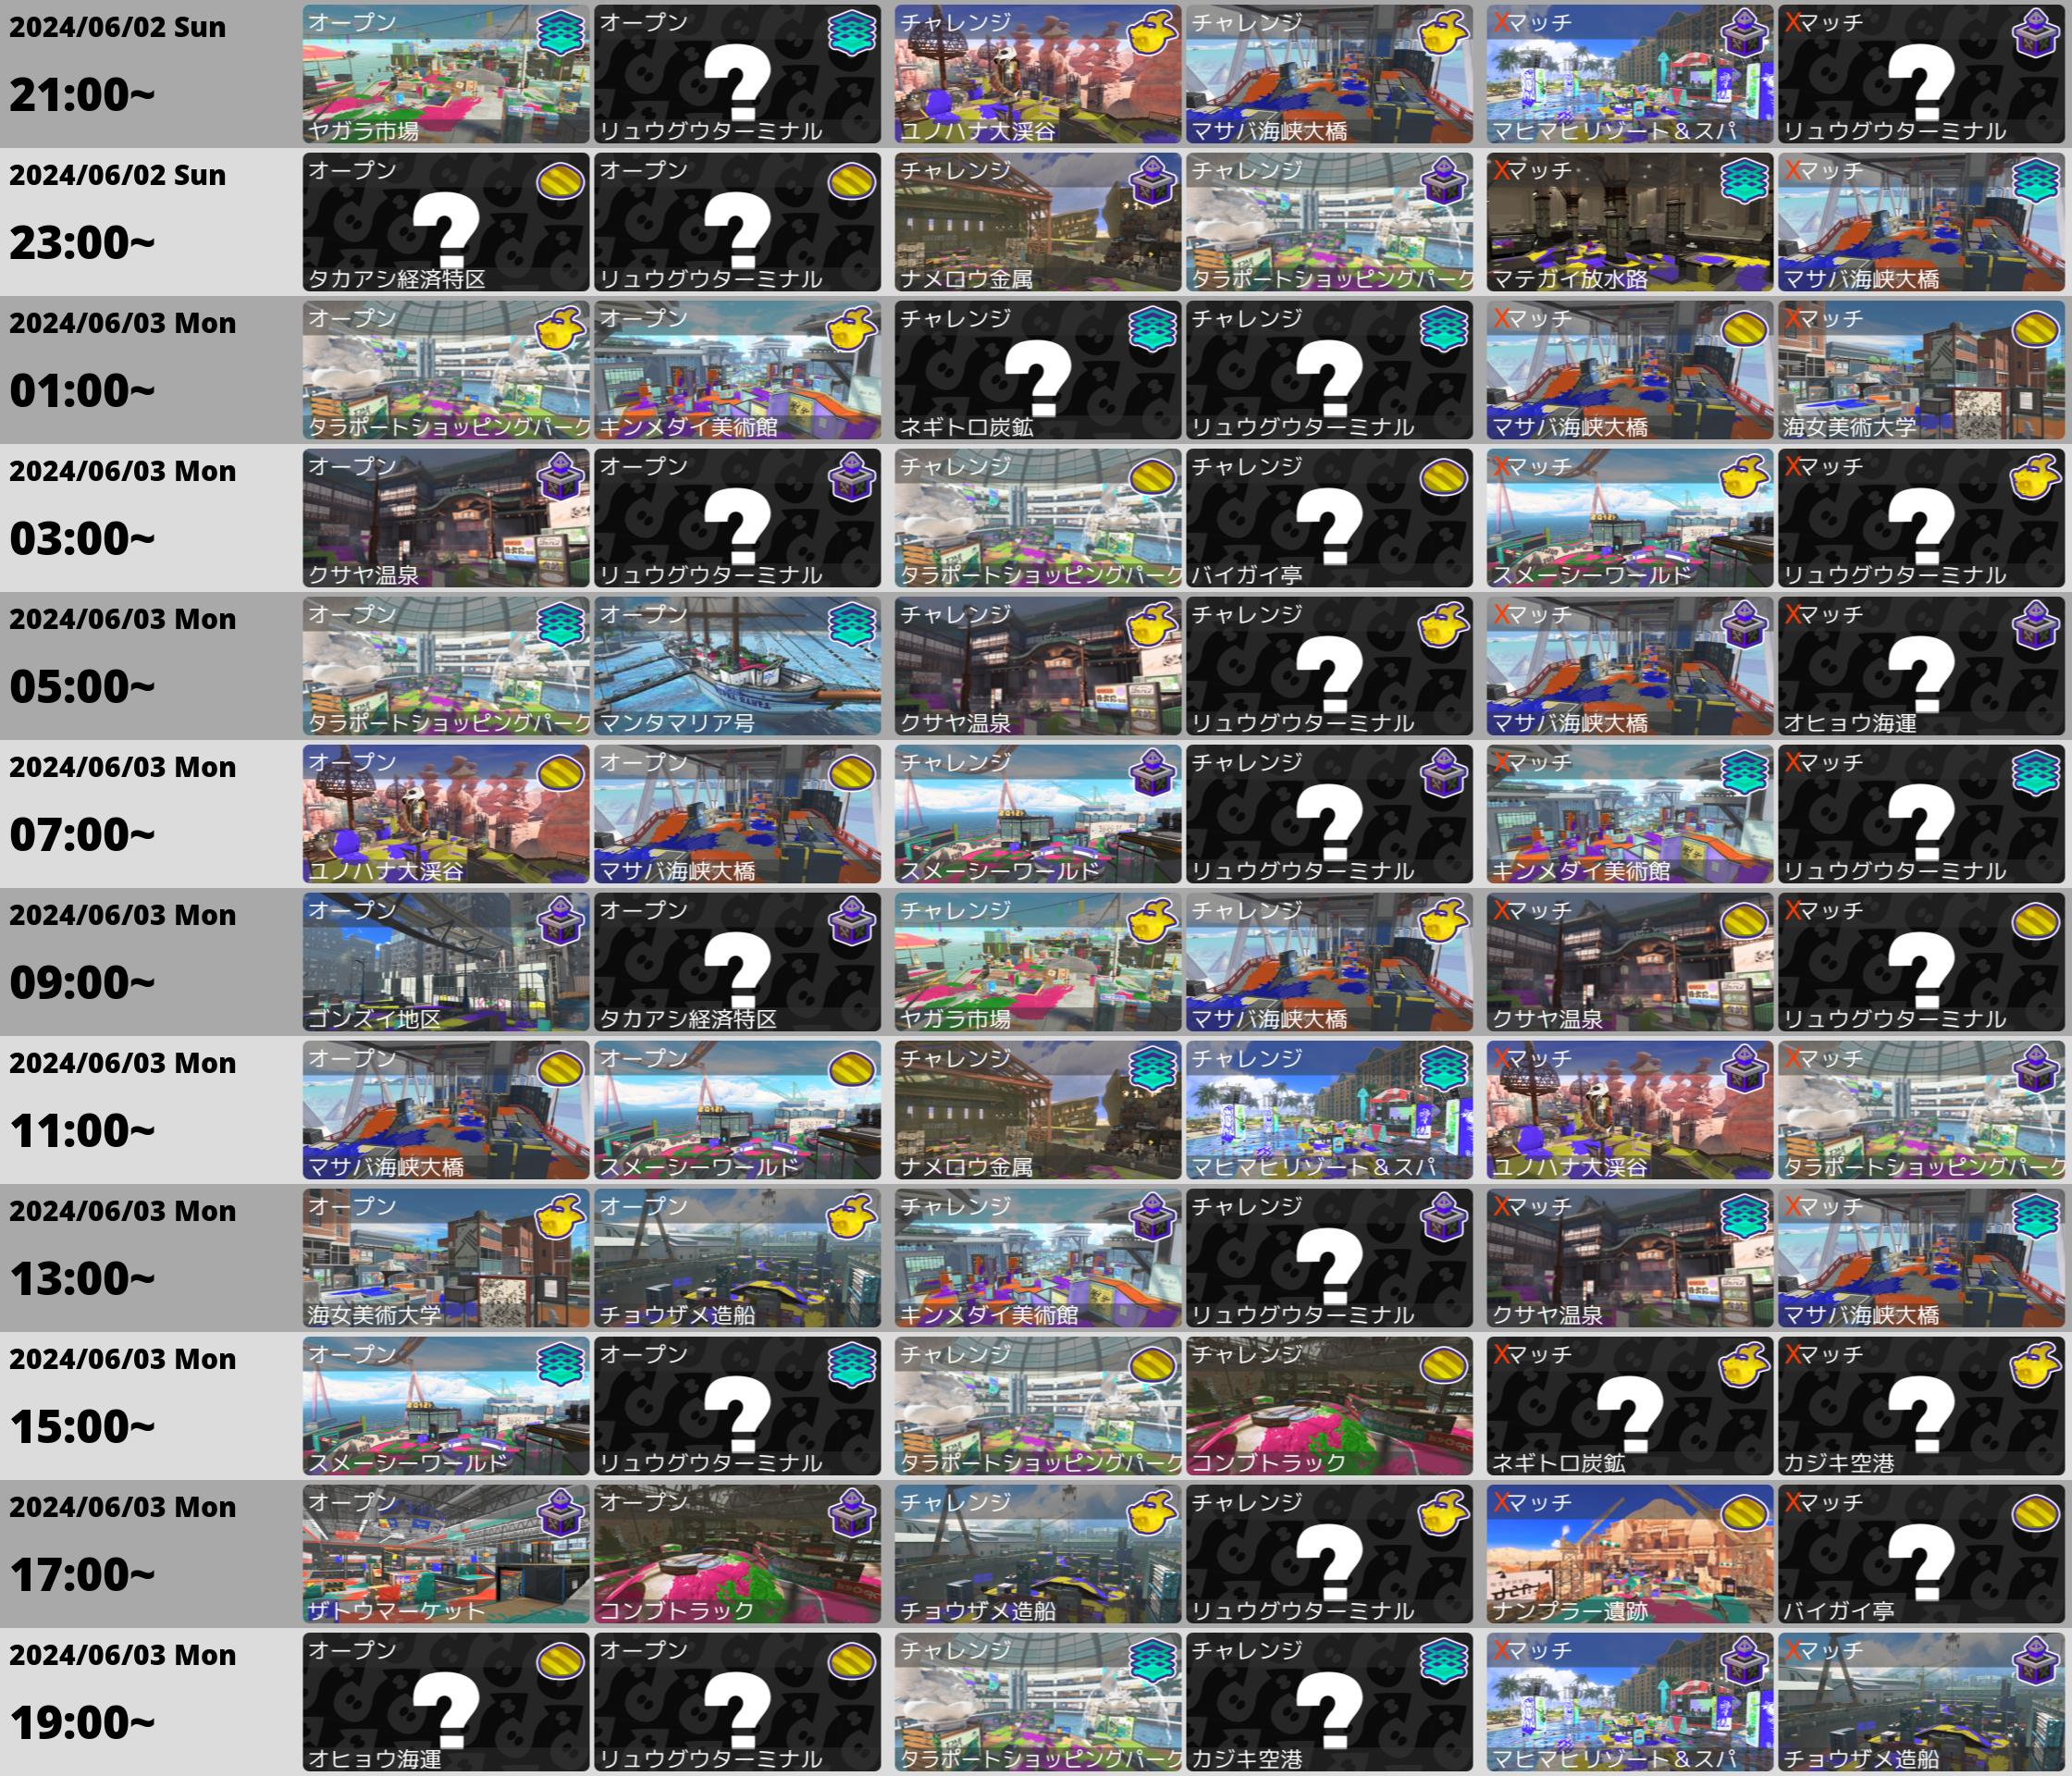 2024/06/02 Sun
21:00~
オープン
ヤガラ市場
オープン
リュウグウターミナル
チャレンジ
ユノハナ大渓谷
チャレンジ
マサバ海峡大橋
Xマッチ
マヒマヒリゾート&スパ
Xマッチ
リュウグウターミナル
2024/06/02 Sun
23:00~
オープン
タカアシ経済特区
オープン
リュウグウターミナル
チャレンジ
ナメロウ金属
チャレンジ
タラポートショッピングパーク
Xマッチ
マテガイ放水路
Xマッチ
マサバ海峡大橋
2024/06/03 Mon
01:00~
オープン
タラポートショッピングパーク
オープン
キンメダイ美術館
チャレンジ
ネギトロ炭鉱
チャレンジ
リュウグウターミナル
Xマッチ
マサバ海峡大橋
Xマッチ
海女美術大学
2024/06/03 Mon
03:00~
オープン
クサヤ温泉
オープン
リュウグウターミナル
チャレンジ
タラポートショッピングパーク
チャレンジ
バイガイ亭
Xマッチ
スメーシーワールド
Xマッチ
リュウグウターミナル
2024/06/03 Mon
05:00~
オープン
タラポートショッピングパーク
オープン
マンタマリア号
チャレンジ
クサヤ温泉
チャレンジ
リュウグウターミナル
Xマッチ
マサバ海峡大橋
Xマッチ
オヒョウ海運
2024/06/03 Mon
07:00~
オープン
ユノハナ大渓谷
オープン
マサバ海峡大橋
チャレンジ
スメーシーワールド
チャレンジ
リュウグウターミナル
Xマッチ
キンメダイ美術館
Xマッチ
リュウグウターミナル
2024/06/03 Mon
09:00~
オープン
ゴンズイ地区
オープン
タカアシ経済特区
チャレンジ
ヤガラ市場
チャレンジ
マサバ海峡大橋
Xマッチ
クサヤ温泉
Xマッチ
リュウグウターミナル
2024/06/03 Mon
11:00~
オープン
マサバ海峡大橋
オープン
スメーシーワールド
チャレンジ
ナメロウ金属
チャレンジ
マヒマヒリゾート&スパ
Xマッチ
ユノハナ大渓谷
Xマッチ
タラポートショッピングパーク
2024/06/03 Mon
13:00~
オープン
海女美術大学
オープン
チョウザメ造船
チャレンジ
キンメダイ美術館
チャレンジ
リュウグウターミナル
Xマッチ
クサヤ温泉
Xマッチ
マサバ海峡大橋
2024/06/03 Mon
15:00~
オープン
スメーシーワールド
オープン
リュウグウターミナル
チャレンジ
タラポートショッピングパーク
チャレンジ
コンブトラック
Xマッチ
ネギトロ炭鉱
Xマッチ
カジキ空港
2024/06/03 Mon
17:00~
オープン
ザトウマーケット
オープン
コンブトラック
チャレンジ
チョウザメ造船
チャレンジ
リュウグウターミナル
Xマッチ
ナンプラー遺跡
Xマッチ
バイガイ亭
2024/06/03 Mon
19:00~
オープン
オヒョウ海運
オープン
リュウグウターミナル
チャレンジ
タラポートショッピングパーク
チャレンジ
カジキ空港
Xマッチ
マヒマヒリゾート&スパ
Xマッチ
チョウザメ造船